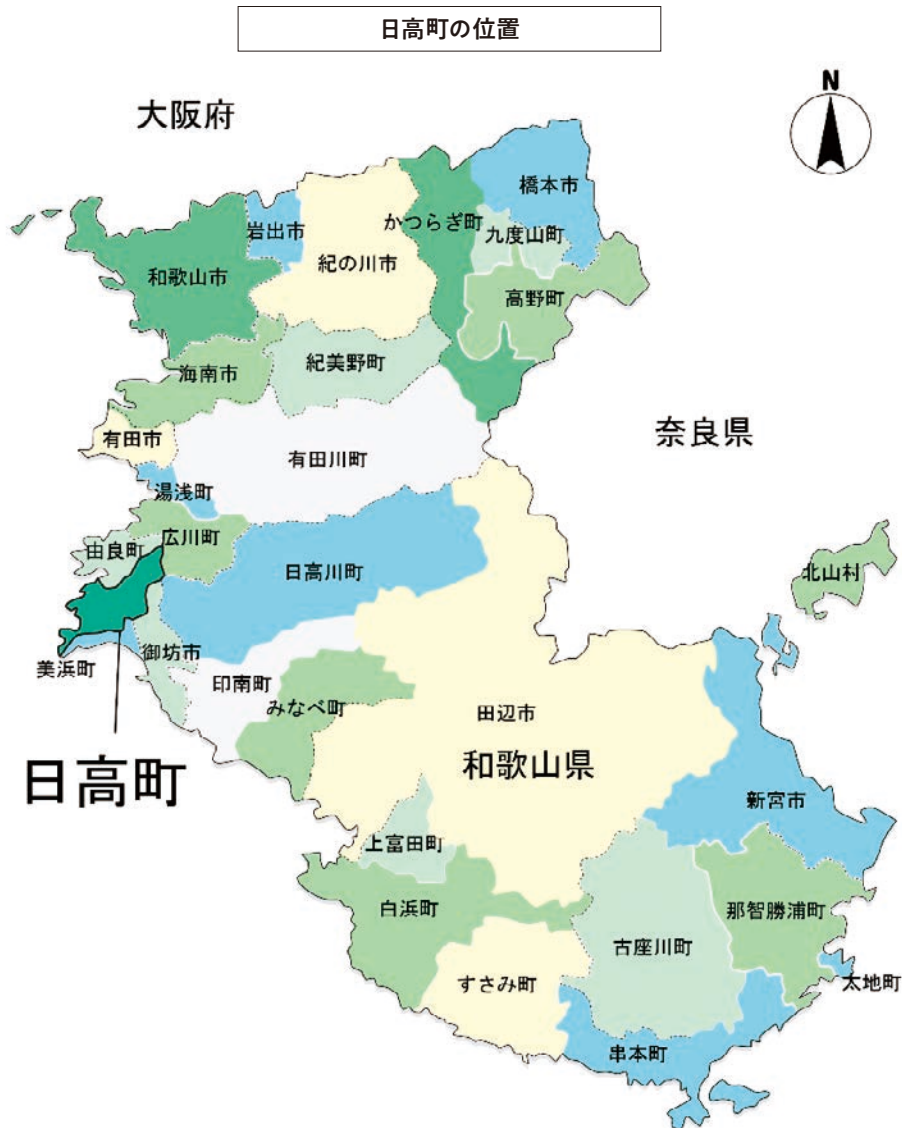 日高町の位置
N
大阪府
橋本市
かつらぎ町
岩出市
九度山町
紀の川市
和歌山市
高野町
紀美野町
海南市
奈良県
有田市
有田川町
湯浅町
広川町
由良町
日高川町
北山村
御坊市
美浜町
印南町
みなべ町
田辺市
和歌山県
日高町
新宮市
上富田町
白浜町
那智勝浦町
古座川町
すさみ町
太地町
串本町